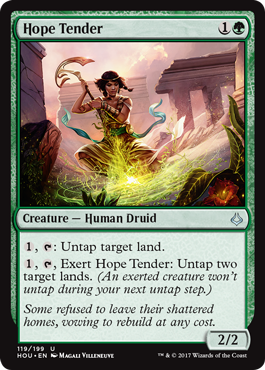 Hope Tender 1
Creature — Human Druid
1, : Untap target land.
1, , Exert Hope Tender: Untap two
target lands. (An exerted creature won't
untap during your next untap step.)
Some refused to leave their shattered
homes, vowing to rebuild at any cost.
2/2
119/199 U
HOU • EN Magali Villeneuve
™ & © 2017 Wizards of the Coast